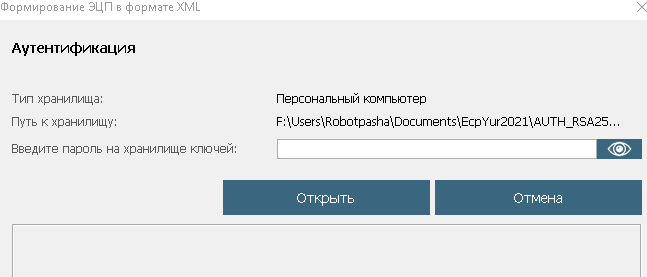 Формирование ЭЦП в формате XML
Аутентификация
Тип хранилища: Персональный компьютер
Путь к хранилищу: F:\Users\Robotpasha\Documents\EcpYur2021\AUTH_RSA25...
Введите пароль на хранилище ключей:
Открыть Отмена